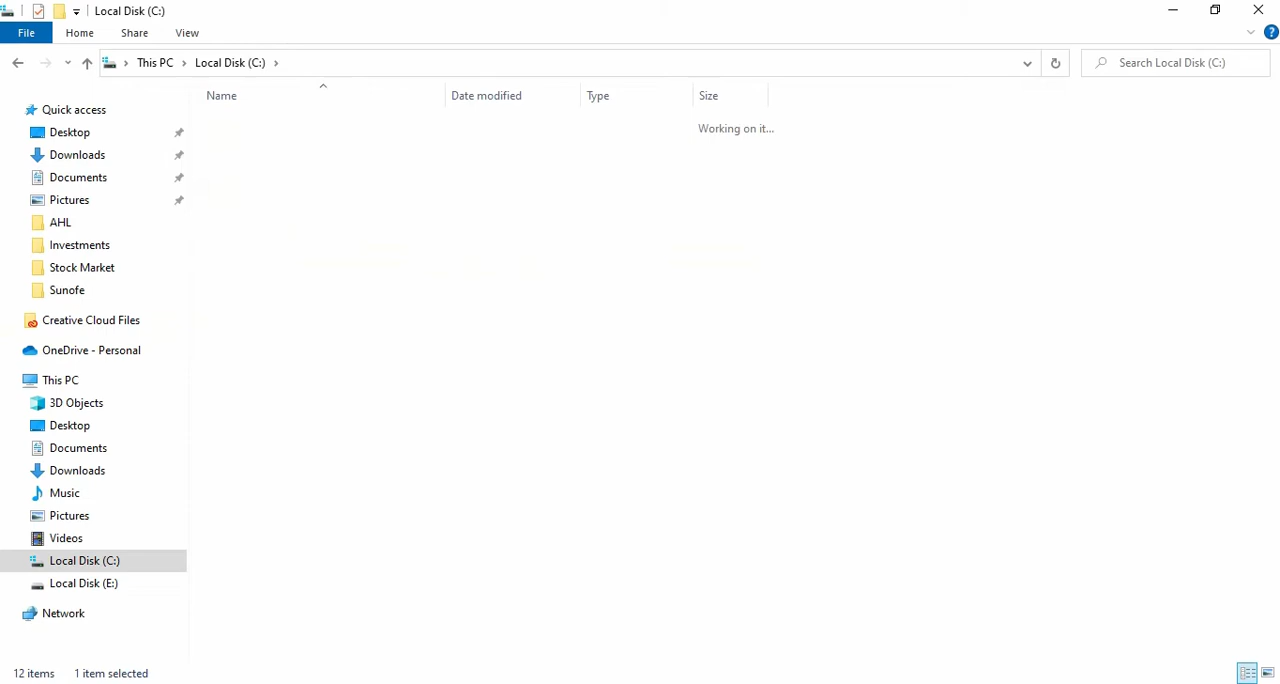 Local Disk (C:)
File Home Share View
This PC Local Disk (C:) Search Local Disk (C:)
Name Date modified Type Size
Working on it...
Quick access
Desktop
Downloads
Documents
Pictures
AHL
Investments
Stock Market
Sunofe
Creative Cloud Files
OneDrive - Personal
This PC
3D Objects
Desktop
Documents
Downloads
Music
Pictures
Videos
Local Disk (C:)
Local Disk (E:)
Network
12 items 1 item selected